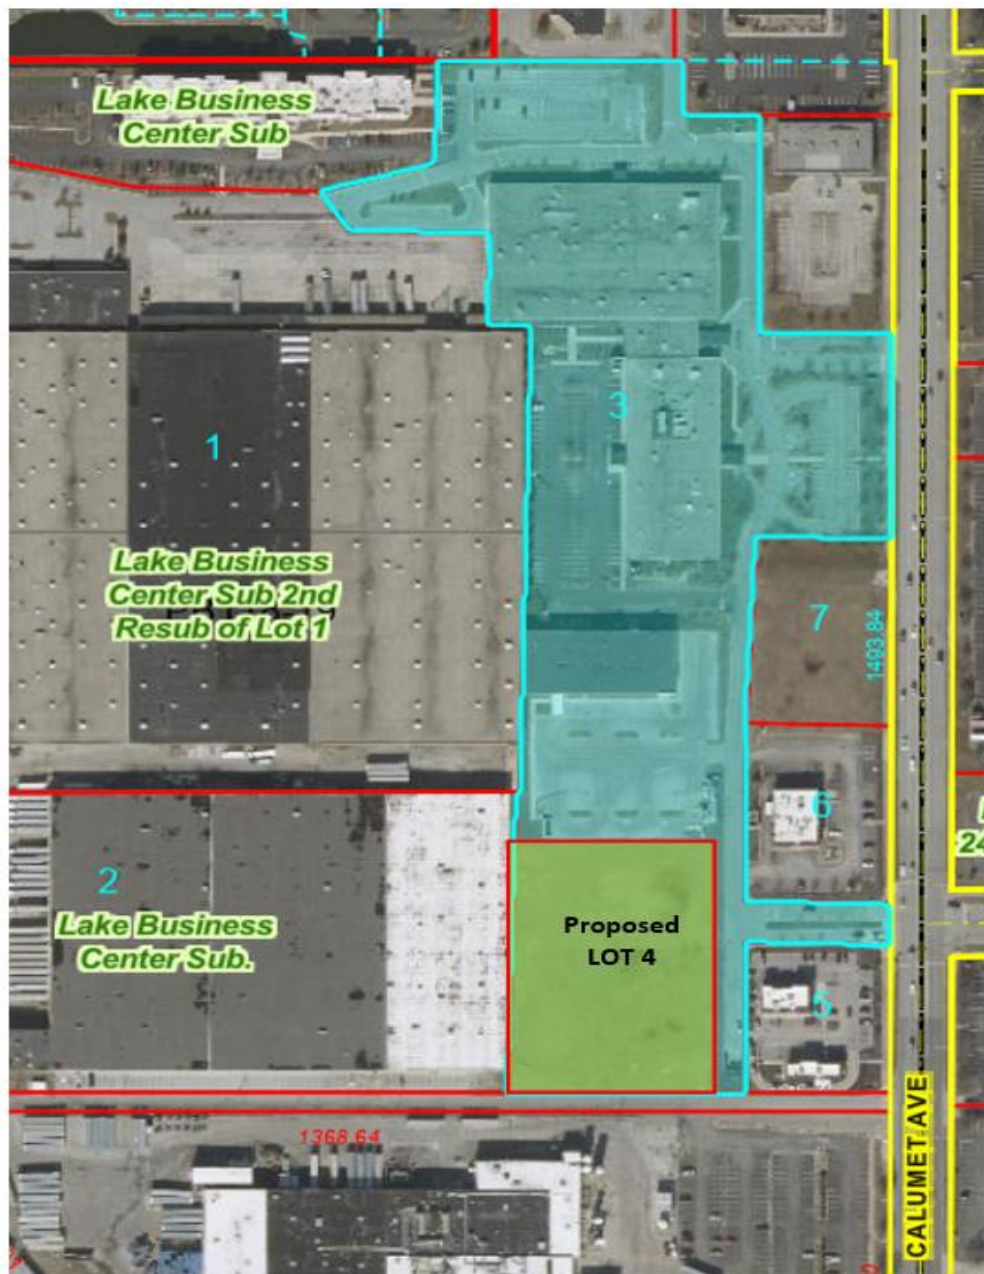 Lake Business
Center Sub
3
1
Lake Business
Center Sub 2nd
Resub of Lot 1
7
1493.84
6
2
Lake Business
Center Sub.
Proposed
LOT 4
5
24
CALUMET AVE
1368.64